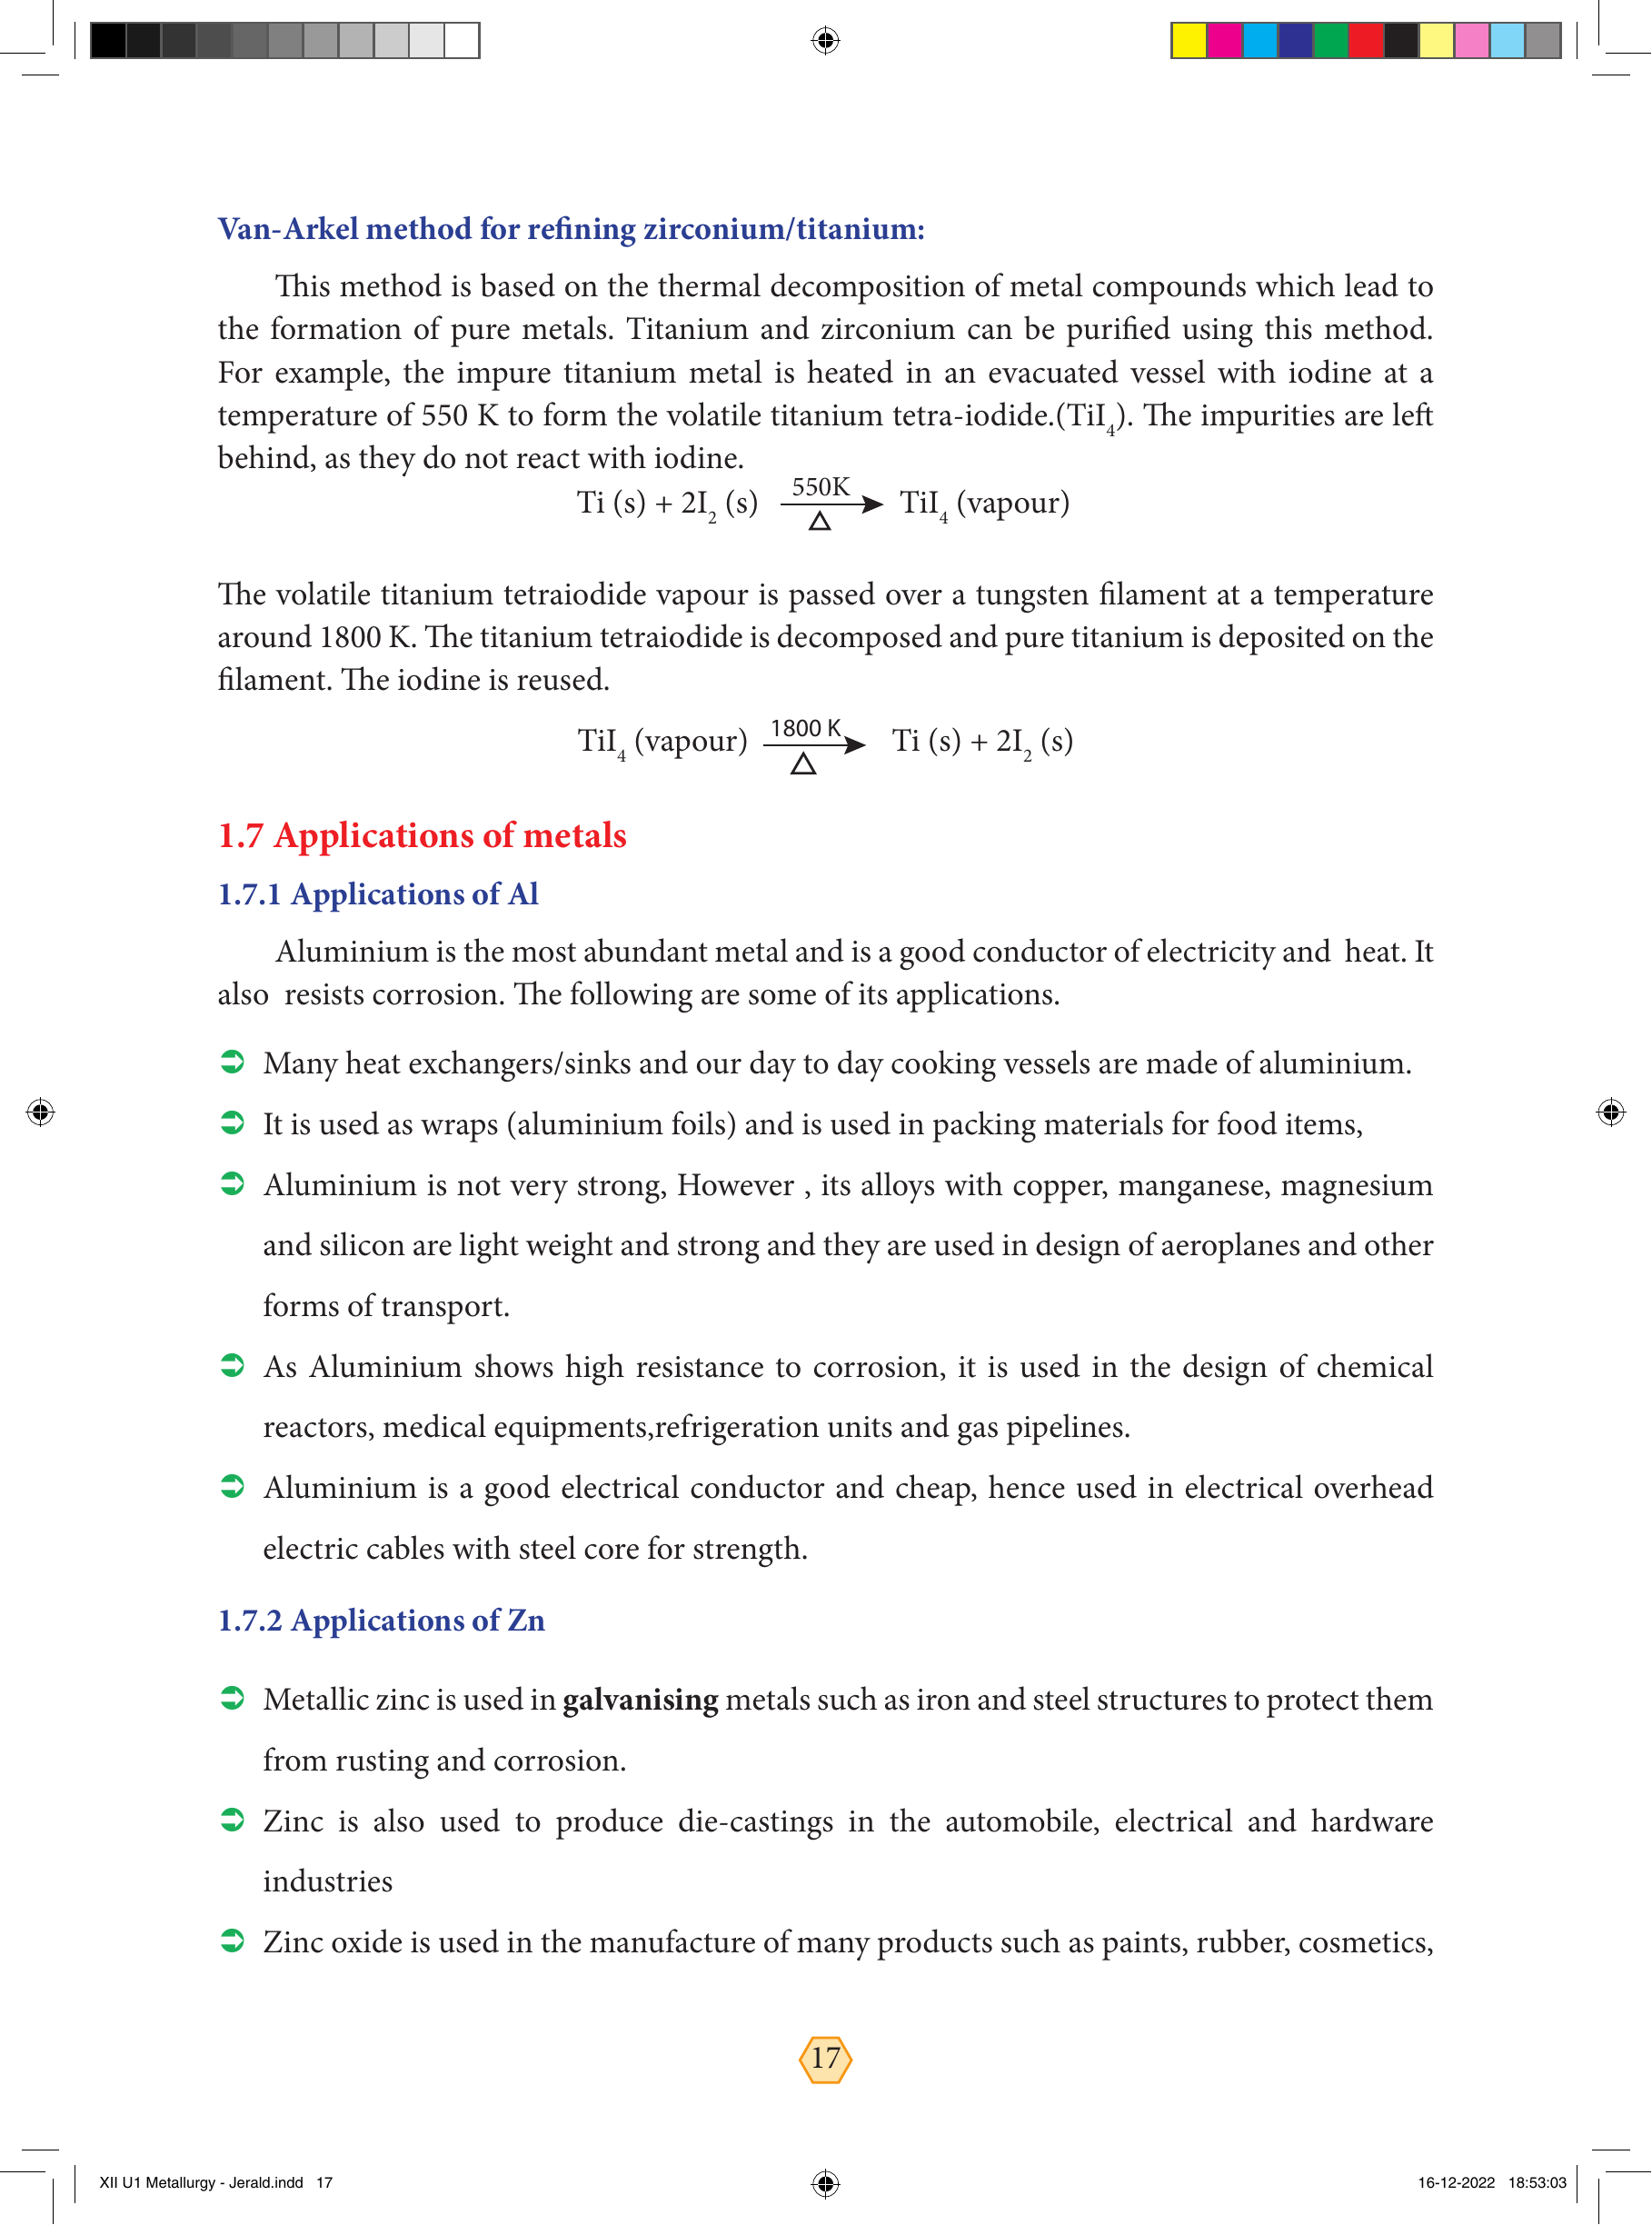 Van-Arkel method for refining zirconium/titanium:
This method is based on the thermal decomposition of metal compounds which lead to
the formation of pure metals. Titanium and zirconium can be purified using this method.
For example, the impure titanium metal is heated in an evacuated vessel with iodine at a
temperature of 550 K to form the volatile titanium tetra-iodide.(TiI₄). The impurities are left
behind, as they do not react with iodine.
Ti (s) + 2I₂ (s) 550K ⟶ △ TiI₄ (vapour)
The volatile titanium tetraiodide vapour is passed over a tungsten filament at a temperature
around 1800 K. The titanium tetraiodide is decomposed and pure titanium is deposited on the
filament. The iodine is reused.
TiI₄ (vapour) 1800 K ⟶ △ Ti (s) + 2I₂ (s)
1.7 Applications of metals
1.7.1 Applications of Al
Aluminium is the most abundant metal and is a good conductor of electricity and heat. It
also resists corrosion. The following are some of its applications.
➲ Many heat exchangers/sinks and our day to day cooking vessels are made of aluminium.
➲ It is used as wraps (aluminium foils) and is used in packing materials for food items,
➲ Aluminium is not very strong, However , its alloys with copper, manganese, magnesium
and silicon are light weight and strong and they are used in design of aeroplanes and other
forms of transport.
➲ As Aluminium shows high resistance to corrosion, it is used in the design of chemical
reactors, medical equipments,refrigeration units and gas pipelines.
➲ Aluminium is a good electrical conductor and cheap, hence used in electrical overhead
electric cables with steel core for strength.
1.7.2 Applications of Zn
➲ Metallic zinc is used in galvanising metals such as iron and steel structures to protect them
from rusting and corrosion.
➲ Zinc is also used to produce die-castings in the automobile, electrical and hardware
industries
➲ Zinc oxide is used in the manufacture of many products such as paints, rubber, cosmetics,
17
XII U1 Metallurgy - Jerald.indd 17
16-12-2022 18:53:03